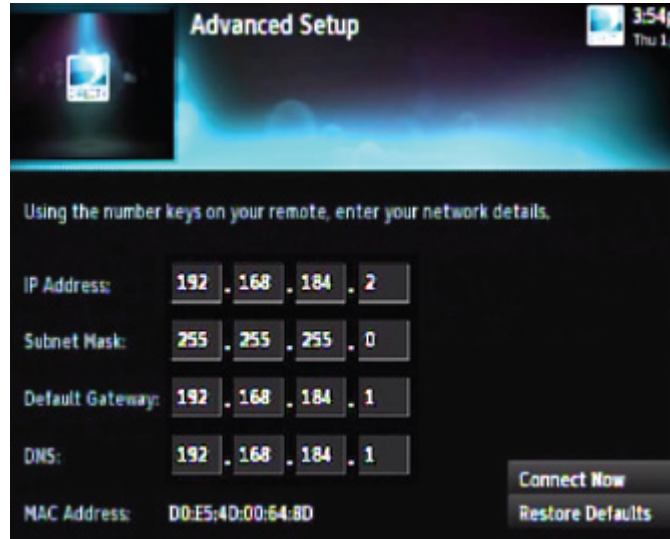 Advanced Setup
3:54
Thu 1
Using the number keys on your remote, enter your network details.
IP Address: 192 . 168 . 184 . 2
Subnet Mask: 255 . 255 . 255 . 0
Default Gateway: 192 . 168 . 184 . 1
DNS: 192 . 168 . 184 . 1
Connect Now
MAC Address: D0:E5:4D:00:64:8D
Restore Defaults